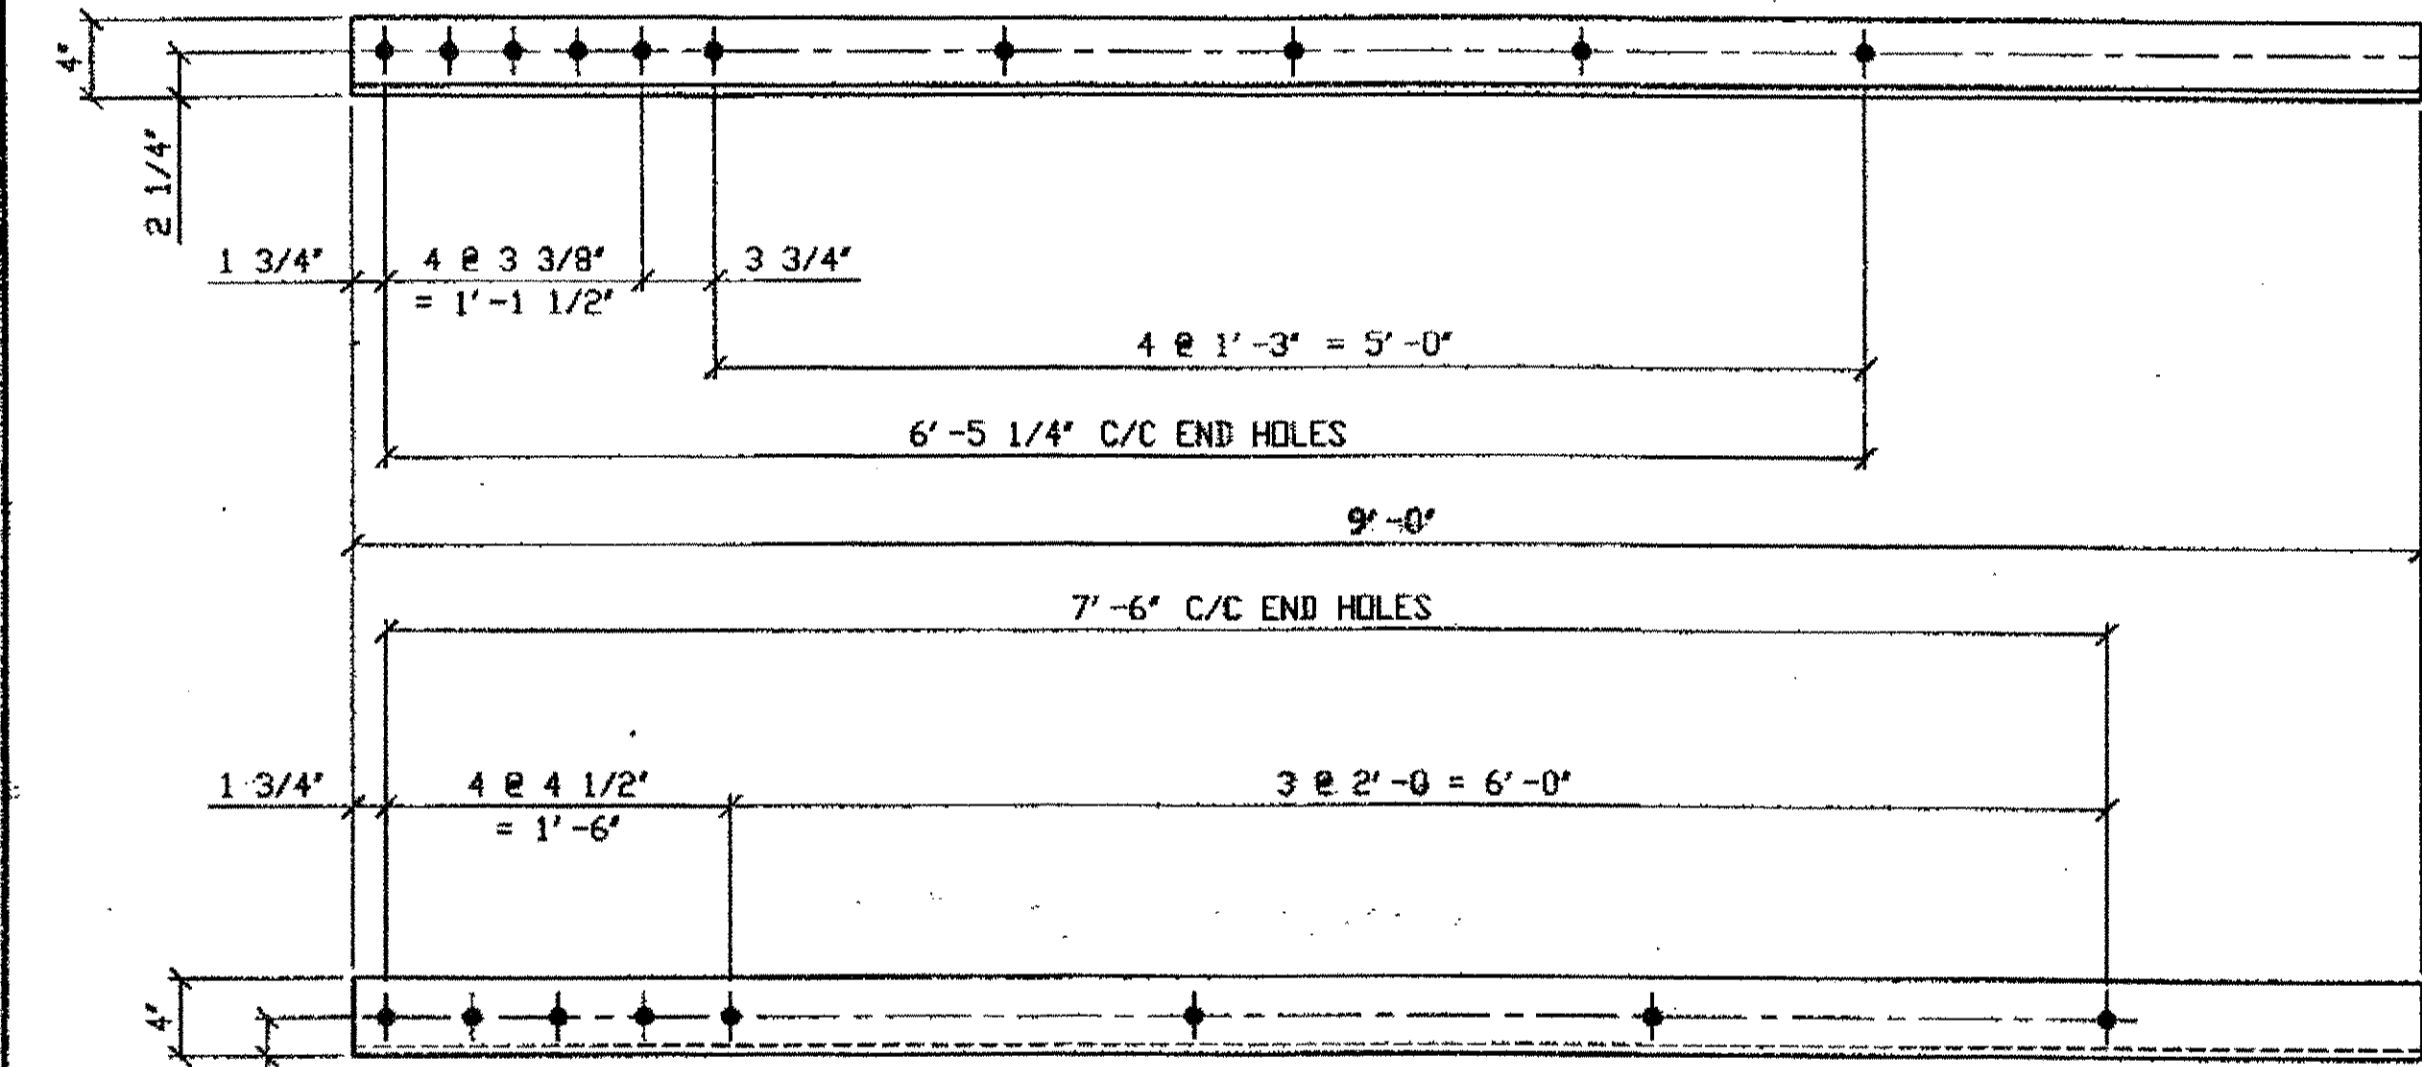 4"
2 1/4"
1 3/4" 4 @ 3 3/8" 3 3/4"
= 1'-1 1/2"
4 @ 1'-3" = 5'-0"
6'-5 1/4" C/C END HOLES
9'-0"
7'-6" C/C END HOLES
1 3/4" 4 @ 4 1/2" 3 @ 2'-0 = 6'-0"
= 1'-6"
4"